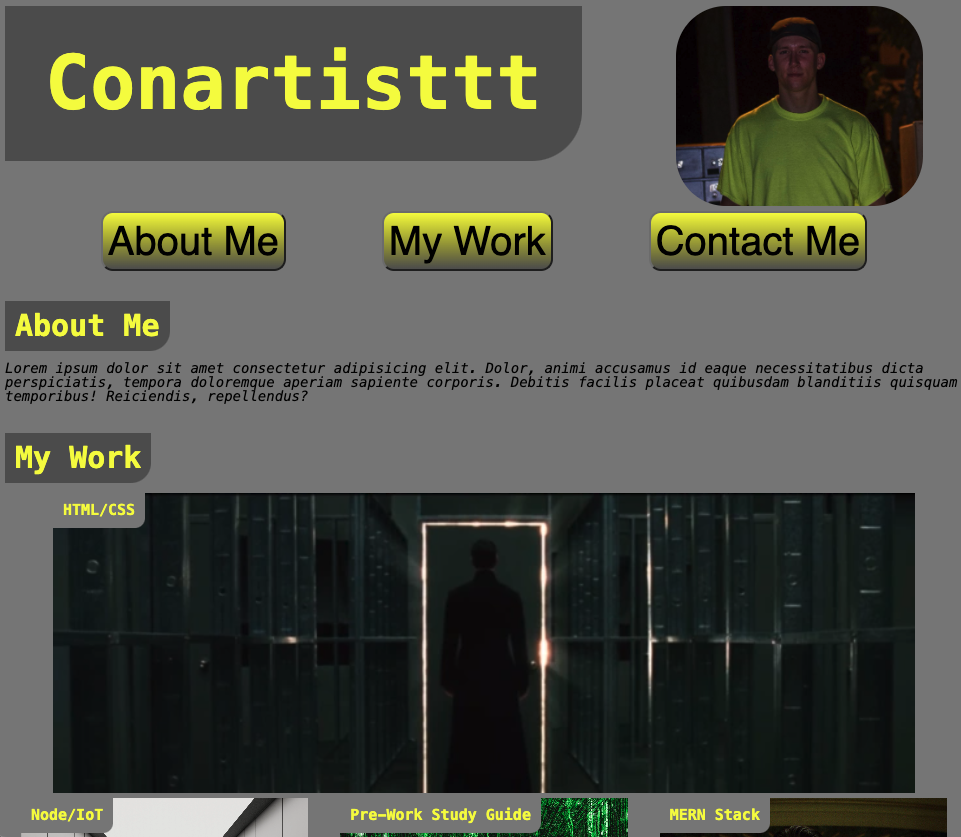 Conartisttt
About Me
My Work
Contact Me
About Me
Lorem ipsum dolor sit amet consectetur adipisicing elit. Dolor, animi accusamus id eaque necessitatibus dicta
perspiciatis, tempora doloremque aperiam sapiente corporis. Debitis facilis placeat quibusdam blanditiis quisquam
temporibus! Reiciendis, repellendus?
My Work
HTML/CSS
Node/IoT
Pre-Work Study Guide
MERN Stack